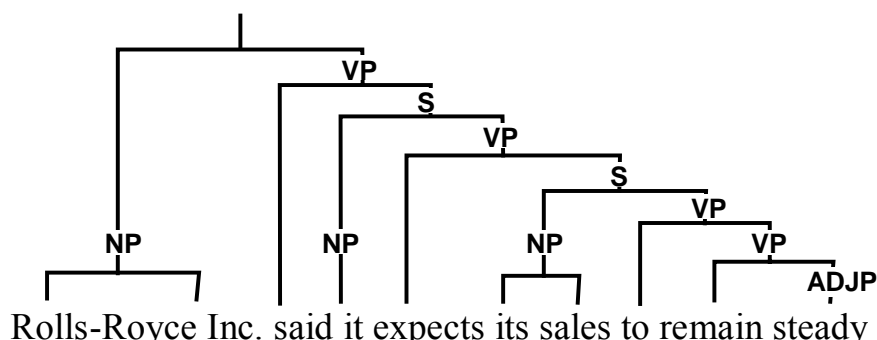 VP
S
VP
S
VP
NP NP NP VP
ADJP
Rolls-Royce Inc. said it expects its sales to remain steady